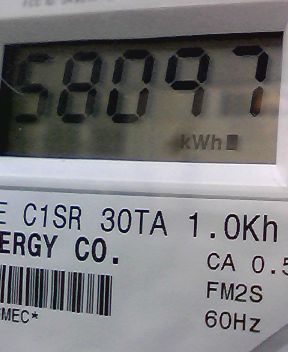 58097
kWh
E C1SR 30TA 1.0Kh
ERGY CO.
CA 0.5
FM2S
MEC*
60Hz